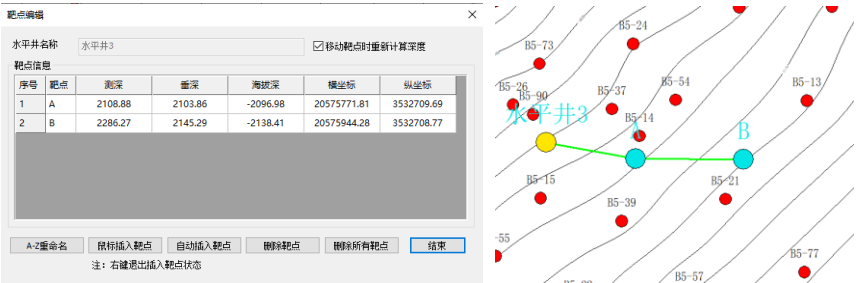 靶点编辑
水平井名称 水平井3 移动靶点时重新计算深度
靶点信息
序号 靶点 测深 垂深 海拔深 横坐标 纵坐标
1 A 2108.88 2103.86 -2096.98 20575771.81 3532709.69
2 B 2286.27 2145.29 -2138.41 20575944.28 3532708.77
A-Z重命名 鼠标插入靶点 自动插入靶点 删除靶点 删除所有靶点 结束
注：右键退出插入靶点状态
B5-24
B5-73
B5-26
B5-90
B5-37
B5-54
B5-13
水平井3
B5-14
A
B
B5-15
B5-21
B5-39
-55
B5-77
B5-57